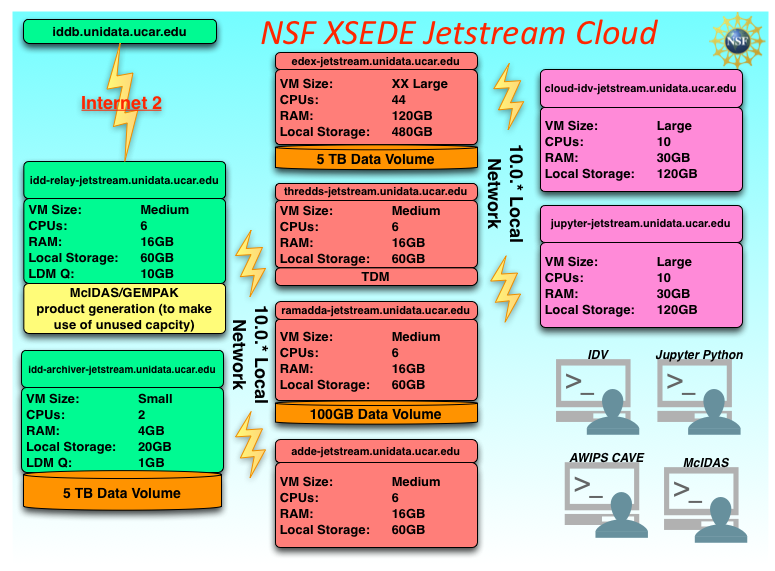 NSF XSEDE Jetstream Cloud
NSF
iddb.unidata.ucar.edu
Internet 2
idd-relay-jetstream.unidata.ucar.edu
VM Size: Medium
CPUs: 6
RAM: 16GB
Local Storage: 60GB
LDM Q: 10GB
McIDAS/GEMPAK
product generation (to make
use of unused capcity)
idd-archiver-jetstream.unidata.ucar.edu
VM Size: Small
CPUs: 2
RAM: 4GB
Local Storage: 20GB
LDM Q: 1GB
5 TB Data Volume
10.0.* Local
Network
edex-jetstream.unidata.ucar.edu
VM Size: XX Large
CPUs: 44
RAM: 120GB
Local Storage: 480GB
5 TB Data Volume
thredds-jetstream.unidata.ucar.edu
VM Size: Medium
CPUs: 6
RAM: 16GB
Local Storage: 60GB
TDM
ramadda-jetstream.unidata.ucar.edu
VM Size: Medium
CPUs: 6
RAM: 16GB
Local Storage: 60GB
100GB Data Volume
adde-jetstream.unidata.ucar.edu
VM Size: Medium
CPUs: 6
RAM: 16GB
Local Storage: 60GB
10.0.* Local
Network
cloud-idv-jetstream.unidata.ucar.edu
VM Size: Large
CPUs: 10
RAM: 30GB
Local Storage: 120GB
jupyter-jetstream.unidata.ucar.edu
VM Size: Large
CPUs: 10
RAM: 30GB
Local Storage: 120GB
IDV
>_
Jupyter Python
>_
AWIPS CAVE
>_
McIDAS
>_